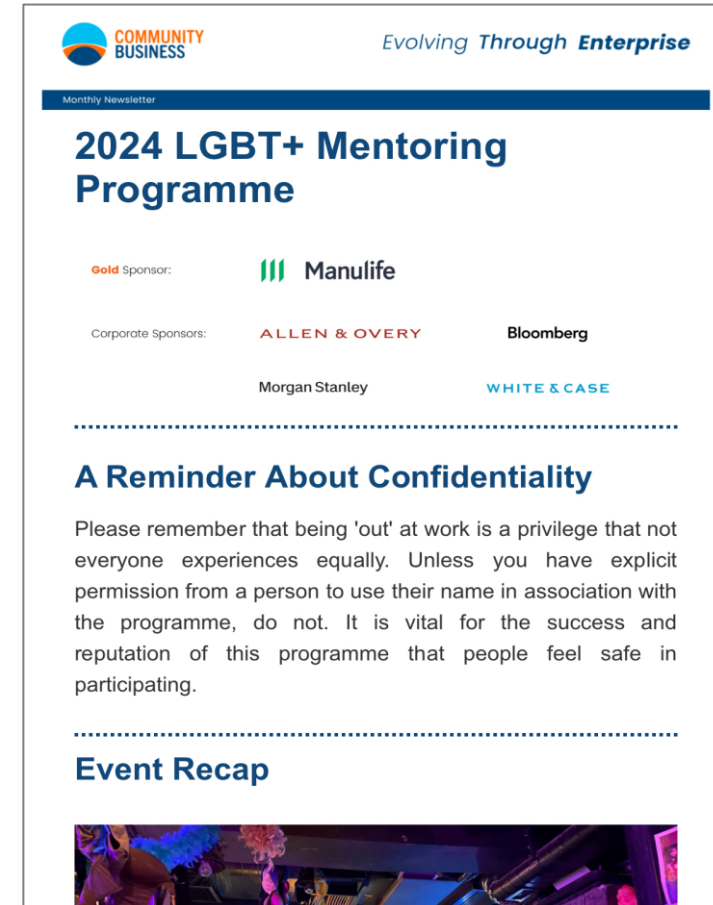 COMMUNITY
BUSINESS
Evolving Through Enterprise
Monthly Newsletter
2024 LGBT+ Mentoring
Programme
Gold Sponsor:
Manulife
Corporate Sponsors:
ALLEN & OVERY
Bloomberg
Morgan Stanley
WHITE & CASE
A Reminder About Confidentiality
Please remember that being 'out' at work is a privilege that not
everyone experiences equally. Unless you have explicit
permission from a person to use their name in association with
the programme, do not. It is vital for the success and
reputation of this programme that people feel safe in
participating.
Event Recap